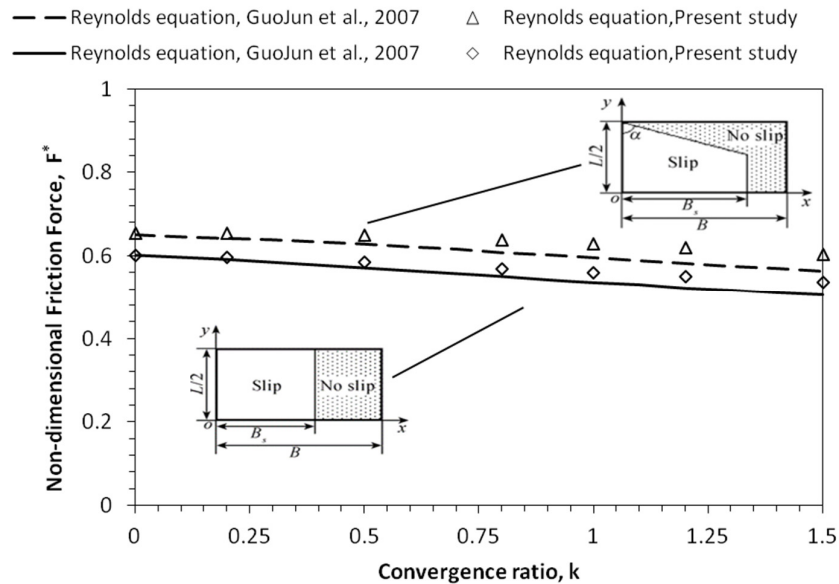 Reynolds equation, GuoJun et al., 2007 Reynolds equation,Present study
Reynolds equation, GuoJun et al., 2007 Reynolds equation,Present study
Non-dimensional Friction Force, F*
1
0.8
0.6
0.4
0.2
0
y
α
No slip
L/2
Slip
o
x
Bs
B
y
L/2
Slip
No slip
o
x
Bs
B
0 0.25 0.5 0.75 1 1.25 1.5
Convergence ratio, k